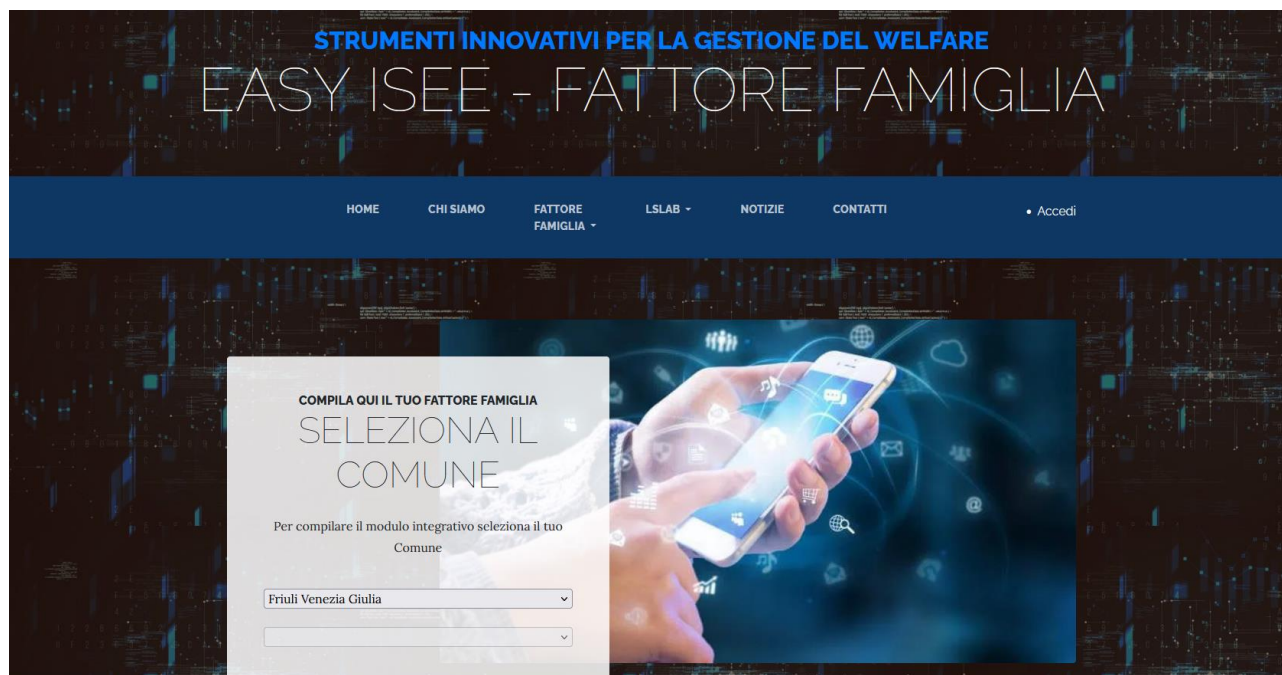 STRUMENTI INNOVATIVI PER LA GESTIONE DEL WELFARE
EASY ISEE - FATTORE FAMIGLIA
HOME
CHI SIAMO
FATTORE
FAMIGLIA
LSLAB
NOTIZIE
CONTATTI
Accedi
COMPILA QUI IL TUO FATTORE FAMIGLIA
SELEZIONA IL
COMUNE
Per compilare il modulo integrativo seleziona il tuo
Comune
Friuli Venezia Giulia